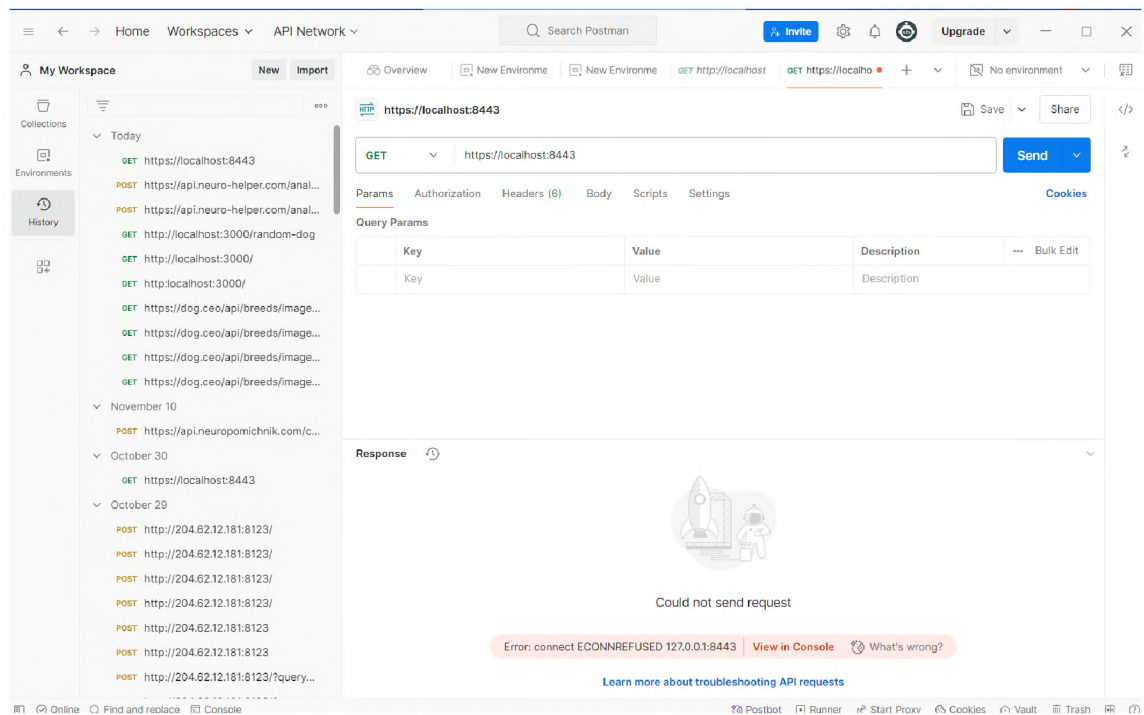 Home Workspaces API Network Search Postman Invite Upgrade
My Workspace New Import Overview New Environme New Environme GET http://localhost GET https://localho No environment
Collections
Environments
History
Today
GET https://localhost:8443
POST https://api.neuro-helper.com/anal...
POST https://api.neuro-helper.com/anal...
GET http://localhost:3000/random-dog
GET http://localhost:3000/
GET http:localhost:3000/
GET https://dog.ceo/api/breeds/image...
GET https://dog.ceo/api/breeds/image...
GET https://dog.ceo/api/breeds/image...
GET https://dog.ceo/api/breeds/image...
November 10
POST https://api.neuropomichnik.com/c...
October 30
GET https://localhost:8443
October 29
POST http://204.62.12.181:8123/
POST http://204.62.12.181:8123/
POST http://204.62.12.181:8123/
POST http://204.62.12.181:8123/
POST http://204.62.12.181:8123
POST http://204.62.12.181:8123
POST http://204.62.12.181:8123/?query...
HTTP https://localhost:8443 Save Share
GET https://localhost:8443 Send
Params Authorization Headers (6) Body Scripts Settings Cookies
Query Params
Key Value Description Bulk Edit
Key Value Description
Response
Could not send request
Error: connect ECONNREFUSED 127.0.0.1:8443 View in Console What's wrong?
Learn more about troubleshooting API requests
Online Find and replace Console Postbot Runner Start Proxy Cookies Vault Trash